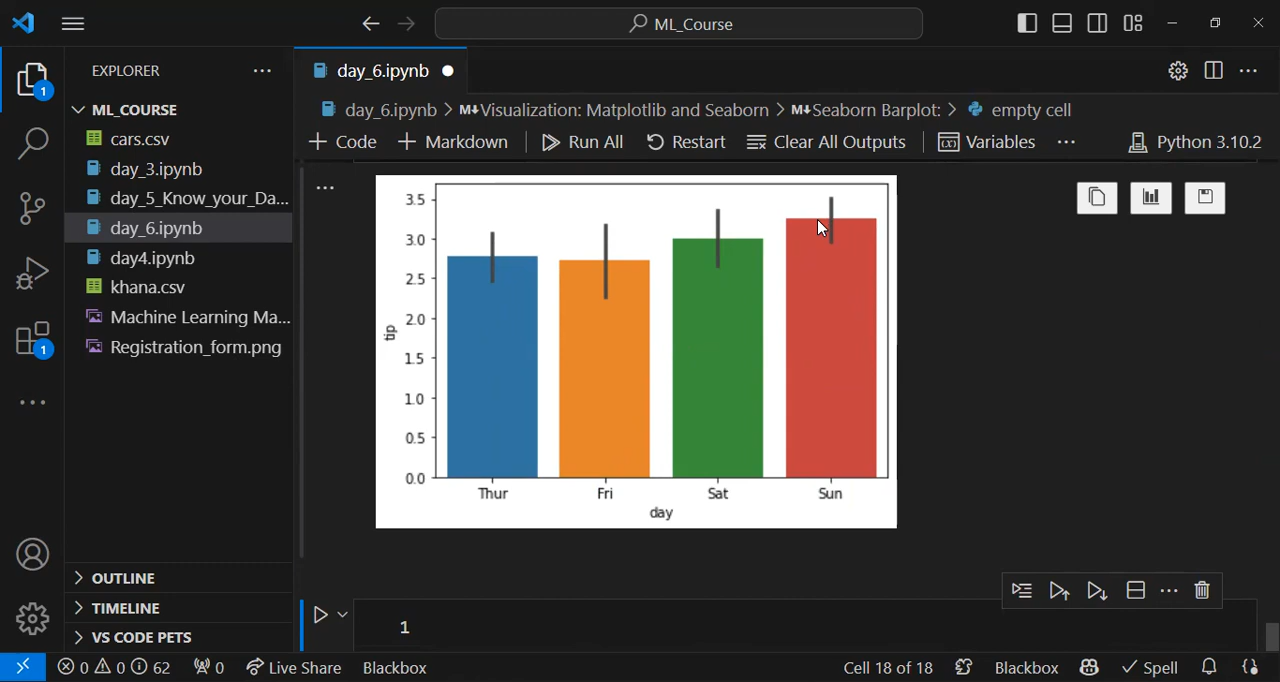 ML_Course
EXPLORER
ML_COURSE
cars.csv
day_3.ipynb
day_5_Know_your_Da...
day_6.ipynb
day4.ipynb
khana.csv
Machine Learning Ma...
Registration_form.png
OUTLINE
TIMELINE
VS CODE PETS
1
1
day_6.ipynb
day_6.ipynb > M↓Visualization: Matplotlib and Seaborn > M↓Seaborn Barplot: > empty cell
+ Code + Markdown Run All Restart Clear All Outputs Variables ... Python 3.10.2
3.5
3.0
2.5
2.0
1.5
1.0
0.5
0.0
tip
Thur Fri Sat Sun
day
1
0 0 62 0 Live Share Blackbox Cell 18 of 18 Blackbox Spell